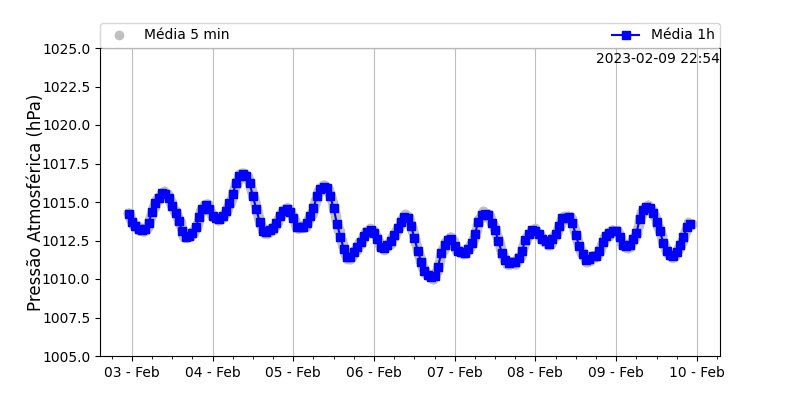 Média 5 min
Média 1h
2023-02-09 22:54
Pressão Atmosférica (hPa)
1025.0
1022.5
1020.0
1017.5
1015.0
1012.5
1010.0
1007.5
1005.0
03 - Feb
04 - Feb
05 - Feb
06 - Feb
07 - Feb
08 - Feb
09 - Feb
10 - Feb